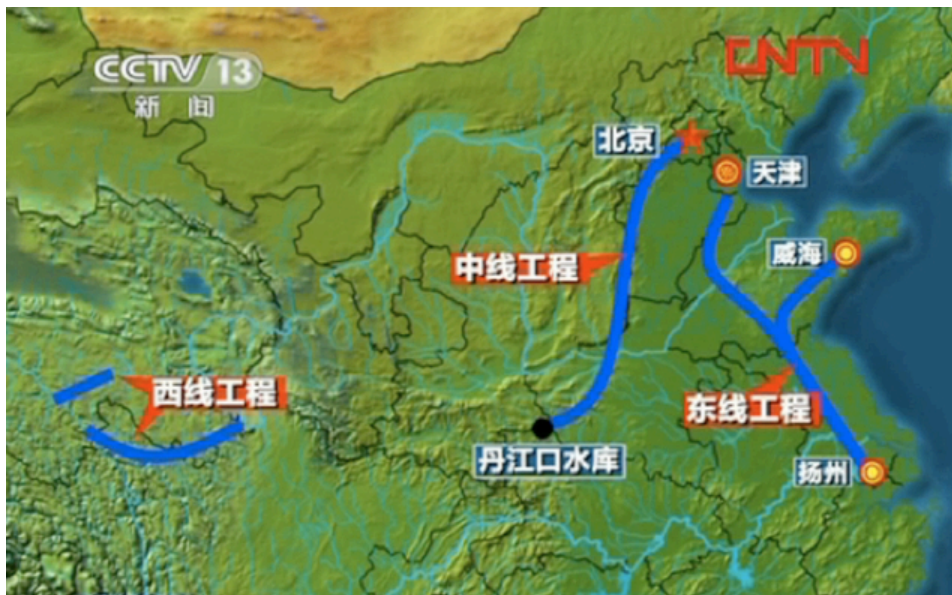 CCTV 13
新闻
CNTV
北京
天津
威海
中线工程
西线工程
东线工程
丹江口水库
扬州